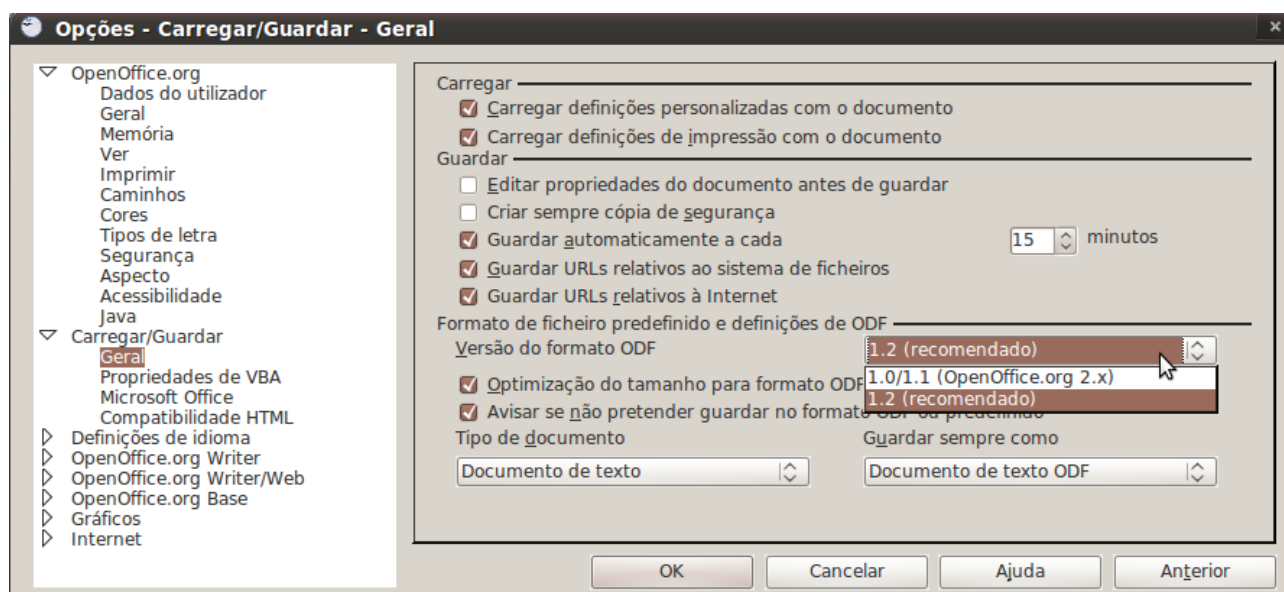 Opções - Carregar/Guardar - Geral
OpenOffice.org
Dados do utilizador
Geral
Memória
Ver
Imprimir
Caminhos
Cores
Tipos de letra
Segurança
Aspecto
Acessibilidade
Java
Carregar/Guardar
Geral
Propriedades de VBA
Microsoft Office
Compatibilidade HTML
Definições de idioma
OpenOffice.org Writer
OpenOffice.org Writer/Web
OpenOffice.org Base
Gráficos
Internet
Carregar
Carregar definições personalizadas com o documento
Carregar definições de impressão com o documento
Guardar
Editar propriedades do documento antes de guardar
Criar sempre cópia de segurança
Guardar automaticamente a cada 15 minutos
Guardar URLs relativos ao sistema de ficheiros
Guardar URLs relativos à Internet
Formato de ficheiro predefinido e definições de ODF
Versão do formato ODF 1.2 (recomendado)
1.0/1.1 (OpenOffice.org 2.x)
1.2 (recomendado)
Optimização do tamanho para formato ODF
Avisar se não pretender guardar no formato ODF ou predefinido
Tipo de documento Guardar sempre como
Documento de texto Documento de texto ODF
OK Cancelar Ajuda Anterior